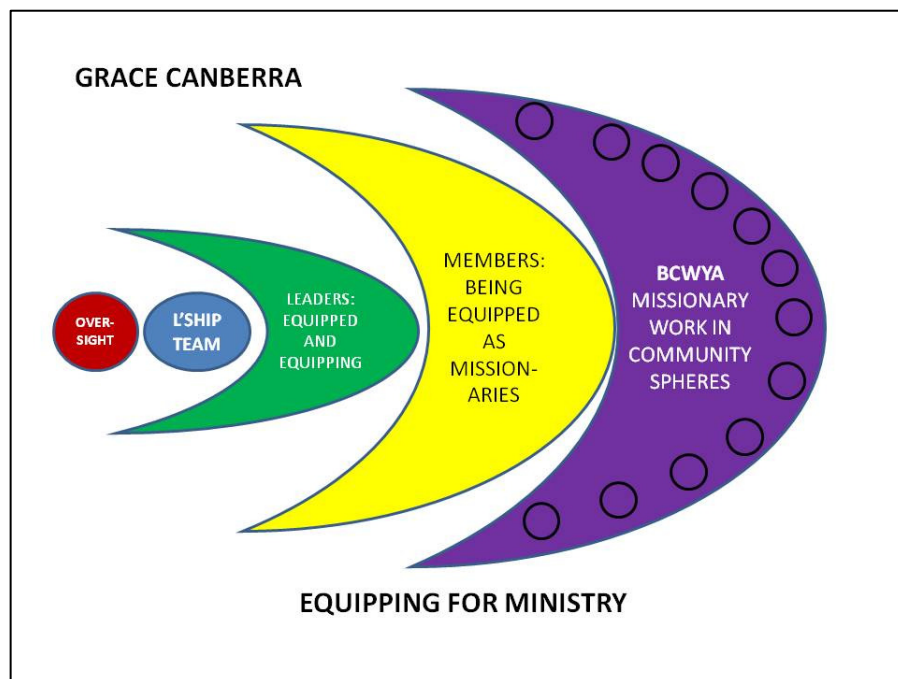 GRACE CANBERRA
OVER-
SIGHT
L'SHIP
TEAM
LEADERS:
EQUIPPED
AND
EQUIPPING
MEMBERS:
BEING
EQUIPPED
AS
MISSION-
ARIES
BCWYA
MISSIONARY
WORK IN
COMMUNITY
SPHERES
EQUIPPING FOR MINISTRY